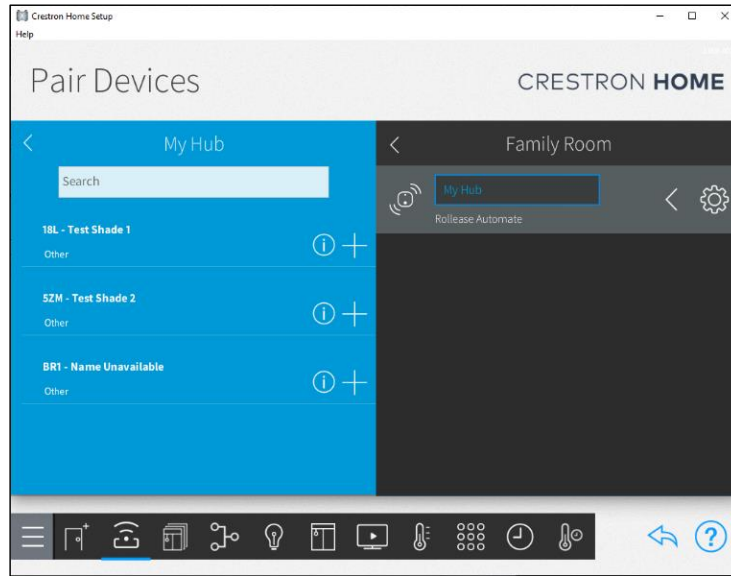 Crestron Home Setup
Help
Pair Devices
CRESTRON HOME
My Hub
Search
18L - Test Shade 1
Other
5ZM - Test Shade 2
Other
BR1 - Name Unavailable
Other
Family Room
My Hub
Rollease Automate
?